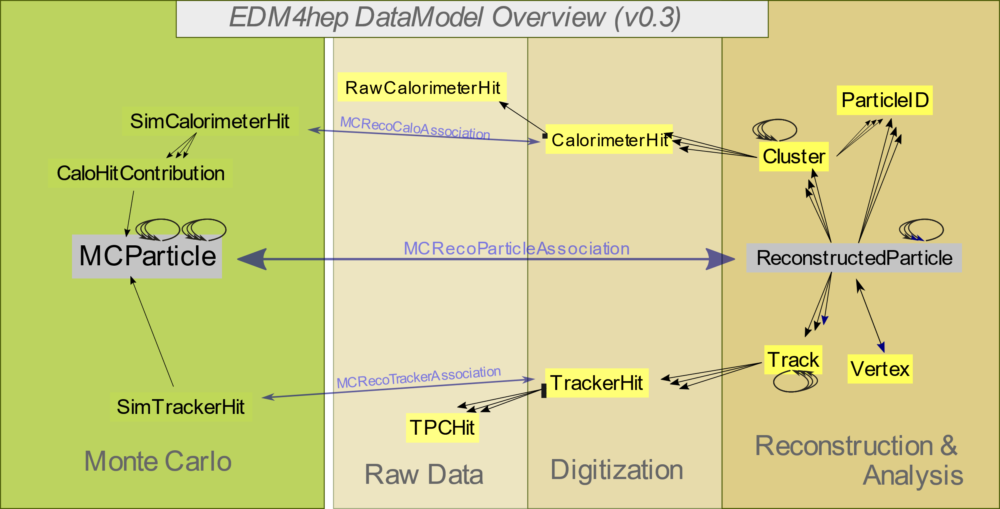 EDM4hep DataModel Overview (v0.3)
SimCalorimeterHit
CaloHitContribution
MCParticle
SimTrackerHit
Monte Carlo
RawCalorimeterHit
MCRecoCaloAssociation
MCRecoParticleAssociation
MCRecoTrackerAssociation
TPCHit
Raw Data
CalorimeterHit
TrackerHit
Digitization
ParticleID
Cluster
ReconstructedParticle
Track
Vertex
Reconstruction &
Analysis